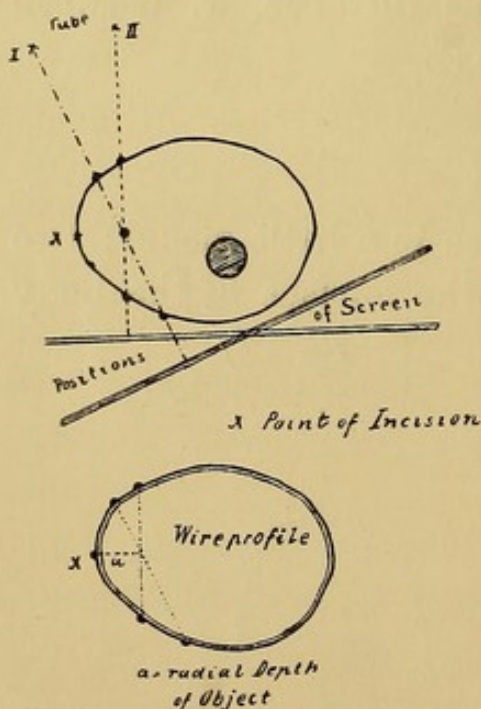 Tube
I
II
X
of Screen
Positions
X Point of Incision
Wireprofile
X
a
a = radial Depth
of Object